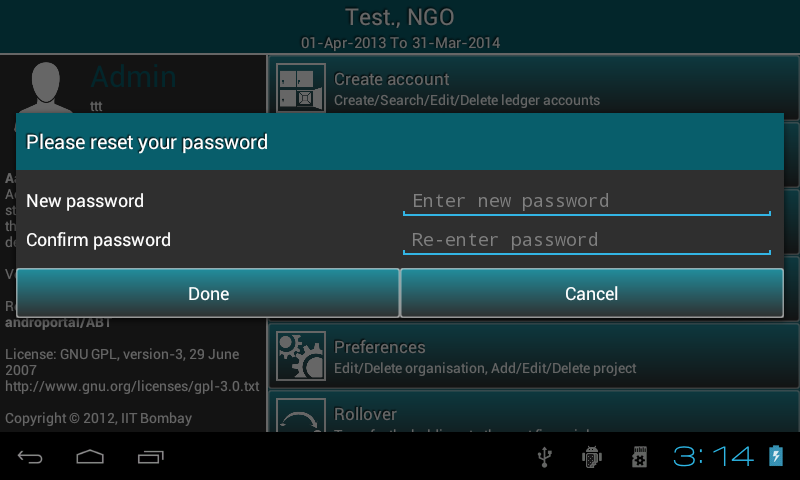 Test., NGO
01-Apr-2013 To 31-Mar-2014
Admin
ttt
Create account
Create/Search/Edit/Delete ledger accounts
Please reset your password
New password
Enter new password
Confirm password
Re-enter password
Done
Cancel
androportal/ABT
License: GNU GPL, version-3, 29 June
2007
http://www.gnu.org/licenses/gpl-3.0.txt
Copyright © 2012, IIT Bombay
Preferences
Edit/Delete organisation, Add/Edit/Delete project
Rollover
3:14